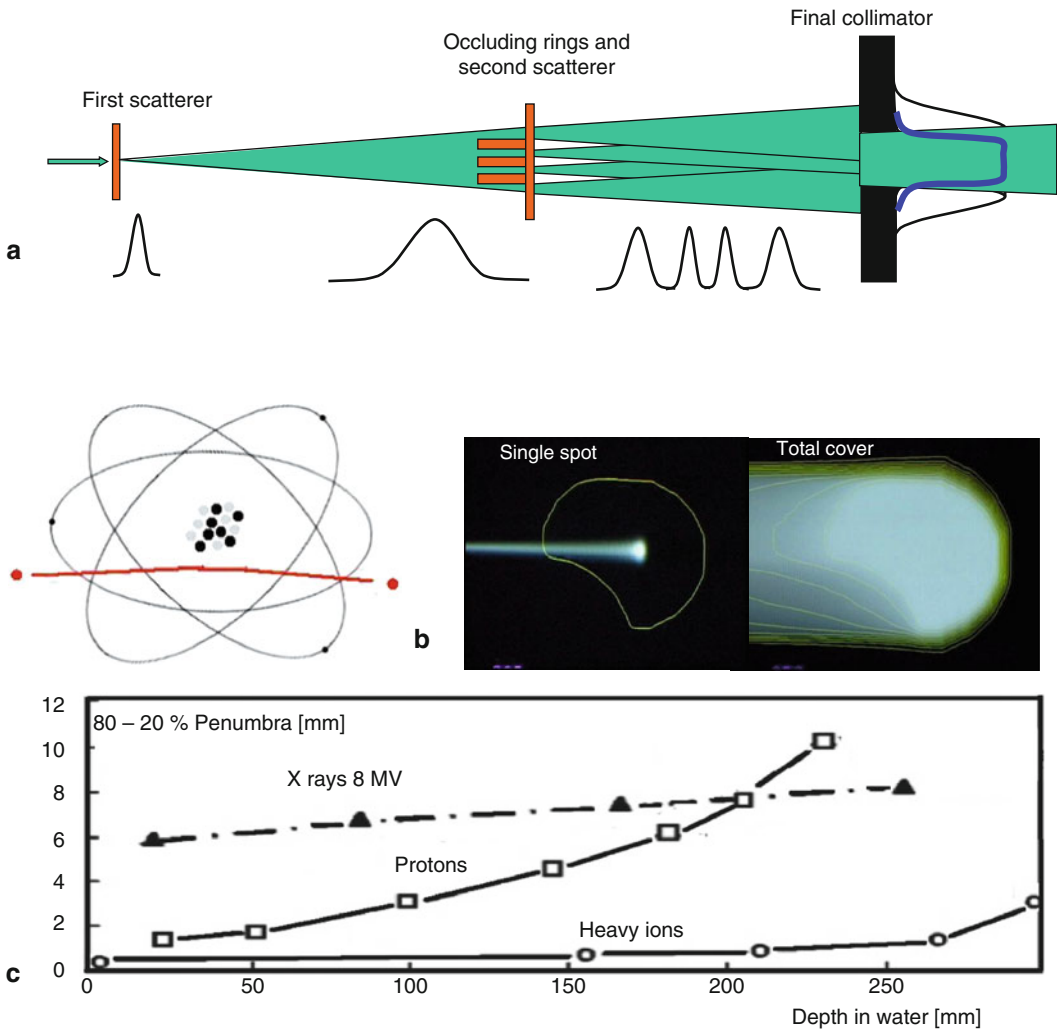 Final collimator
Occluding rings and
second scatterer
First scatterer
a
Single spot
Total cover
b
12
80 – 20 % Penumbra [mm]
10
X rays 8 MV
8
6
Protons
4
2
Heavy ions
0
c
0
50
100
150
200
250
Depth in water [mm]